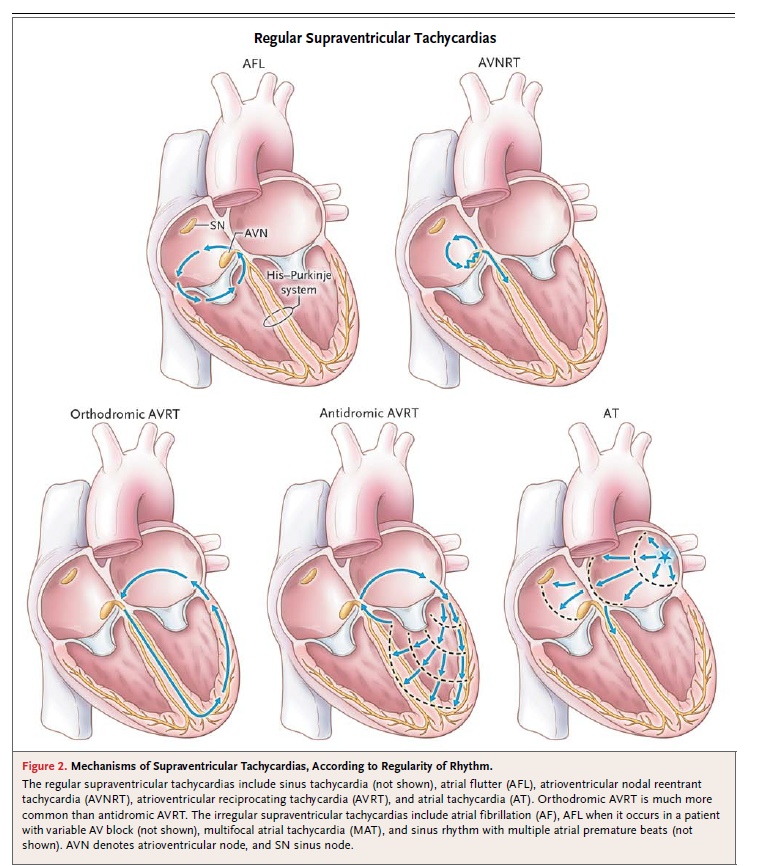 Regular Supraventricular Tachycardias
AFL
AVNRT
SN
AVN
His–Purkinje
system
Orthodromic AVRT
Antidromic AVRT
AT
Figure 2. Mechanisms of Supraventricular Tachycardias, According to Regularity of Rhythm.
The regular supraventricular tachycardias include sinus tachycardia (not shown), atrial flutter (AFL), atrioventricular nodal reentrant
tachycardia (AVNRT), atrioventricular reciprocating tachycardia (AVRT), and atrial tachycardia (AT). Orthodromic AVRT is much more
common than antidromic AVRT. The irregular supraventricular tachycardias include atrial fibrillation (AF), AFL when it occurs in a patient
with variable AV block (not shown), multifocal atrial tachycardia (MAT), and sinus rhythm with multiple atrial premature beats (not
shown). AVN denotes atrioventricular node, and SN sinus node.